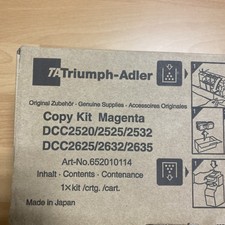 TA Triumph-Adler
Original Zubehör · Genuine Supplies · Accessoires Originales
Copy Kit Magenta
DCC2520/2525/2532
DCC2625/2632/2635
Art-No.652010114
Inhalt · Contents · Contenance
1×kit /crtg. /cart.
Made in Japan